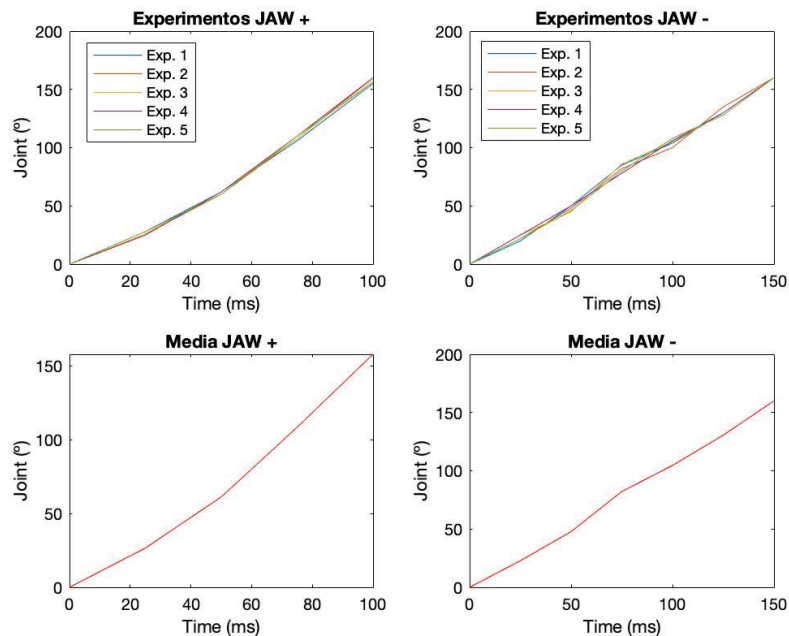 Experimentos JAW +
200
150
100
50
0
Joint (º)
Exp. 1
Exp. 2
Exp. 3
Exp. 4
Exp. 5
0 20 40 60 80 100
Time (ms)
Experimentos JAW -
200
150
100
50
0
Joint (º)
Exp. 1
Exp. 2
Exp. 3
Exp. 4
Exp. 5
0 50 100 150
Time (ms)
Media JAW +
150
100
50
0
Joint (º)
0 20 40 60 80 100
Time (ms)
Media JAW -
200
150
100
50
0
Joint (º)
0 50 100 150
Time (ms)